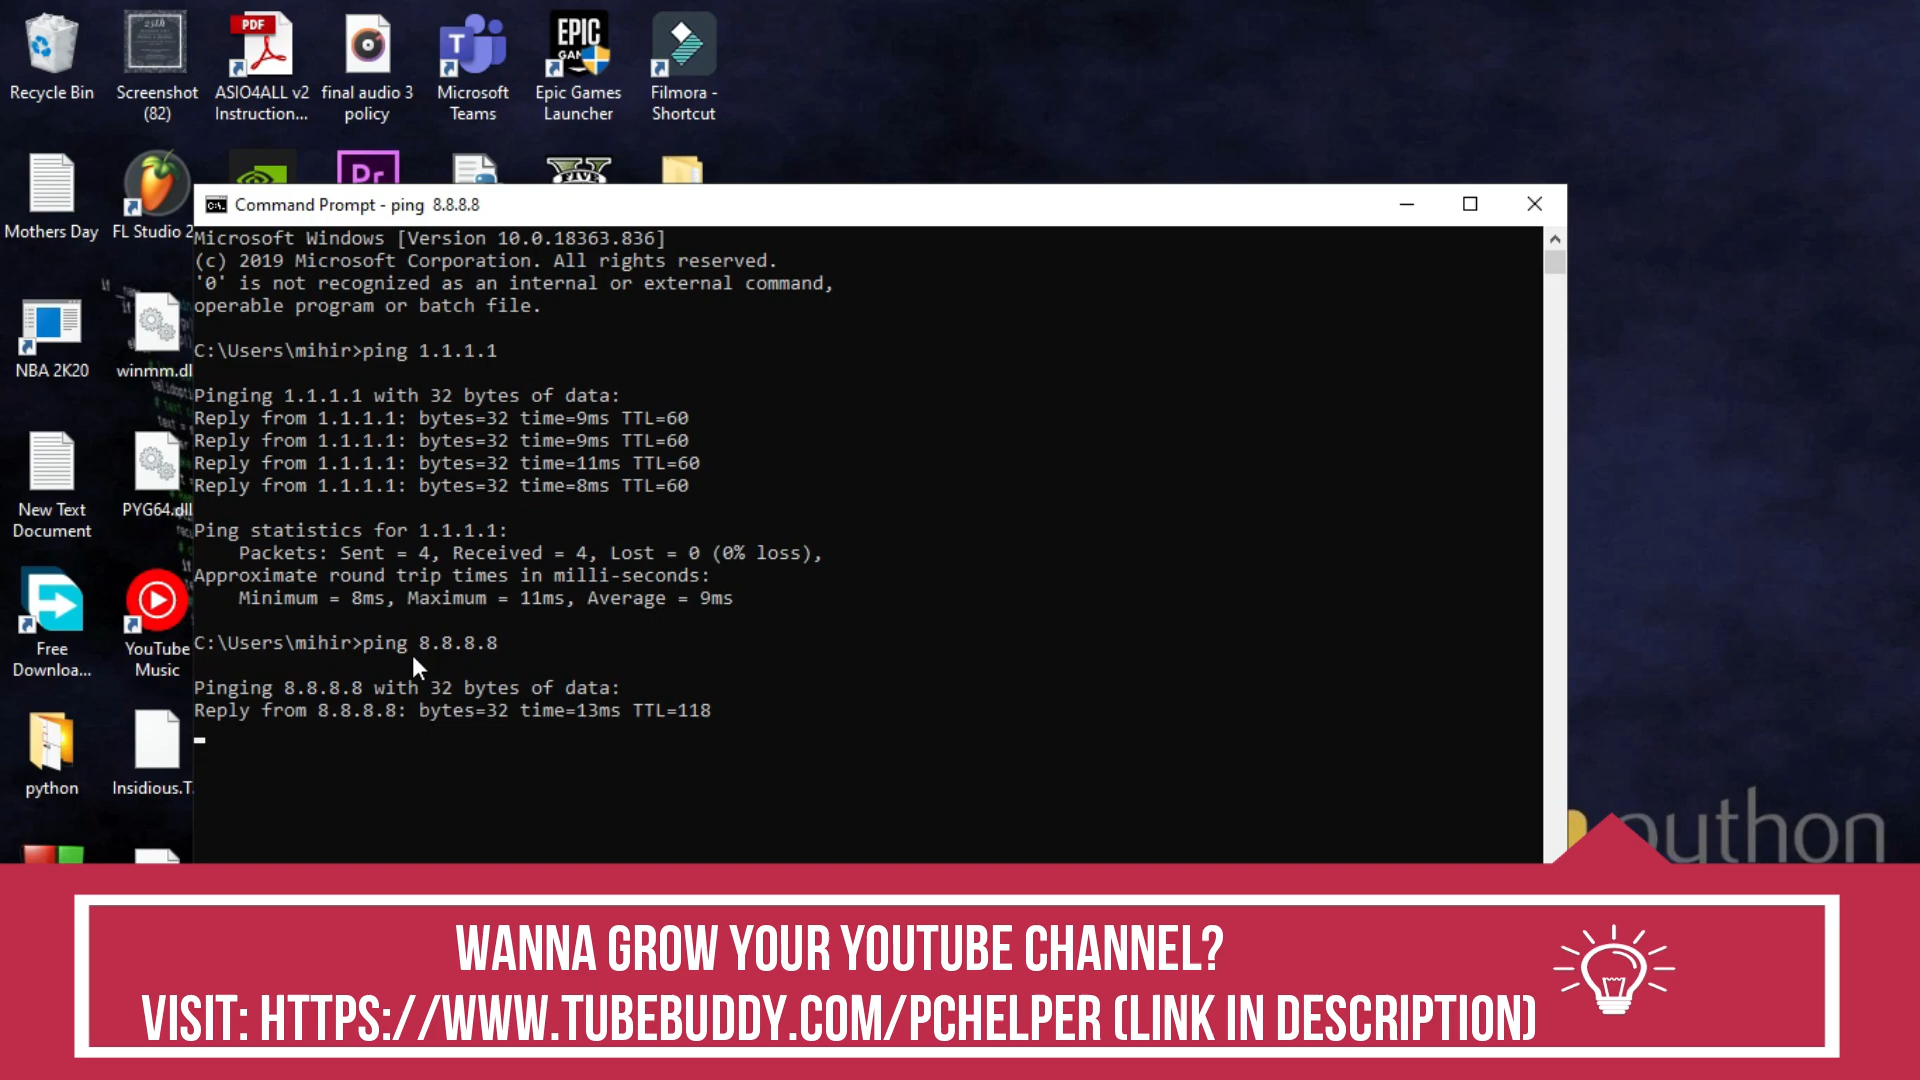 PDF
EPIC
GAM
T
Recycle Bin
Screenshot
(82)
ASIO4ALL v2
Instruction...
final audio 3
policy
Microsoft
Teams
Epic Games
Launcher
Filmora -
Shortcut
Pr
V
FIVE
Mothers Day
FL Studio 2
Command Prompt - ping  8.8.8.8
Microsoft Windows [Version 10.0.18363.836]
(c) 2019 Microsoft Corporation. All rights reserved.
'0' is not recognized as an internal or external command,
operable program or batch file.
C:\Users\mihir>ping 1.1.1.1
NBA 2K20
winmm.dl
Pinging 1.1.1.1 with 32 bytes of data:
Reply from 1.1.1.1: bytes=32 time=9ms TTL=60
Reply from 1.1.1.1: bytes=32 time=9ms TTL=60
Reply from 1.1.1.1: bytes=32 time=11ms TTL=60
Reply from 1.1.1.1: bytes=32 time=8ms TTL=60
New Text
Document
PYG64.dll
Ping statistics for 1.1.1.1:
Packets: Sent = 4, Received = 4, Lost = 0 (0% loss),
Approximate round trip times in milli-seconds:
Minimum = 8ms, Maximum = 11ms, Average = 9ms
Free
Downloa...
YouTube
Music
C:\Users\mihir>ping 8.8.8.8
Pinging 8.8.8.8 with 32 bytes of data:
Reply from 8.8.8.8: bytes=32 time=13ms TTL=118
python
Insidious.T
python
WANNA GROW YOUR YOUTUBE CHANNEL?
VISIT: HTTPS://WWW.TUBEBUDDY.COM/PCHELPER (LINK IN DESCRIPTION)